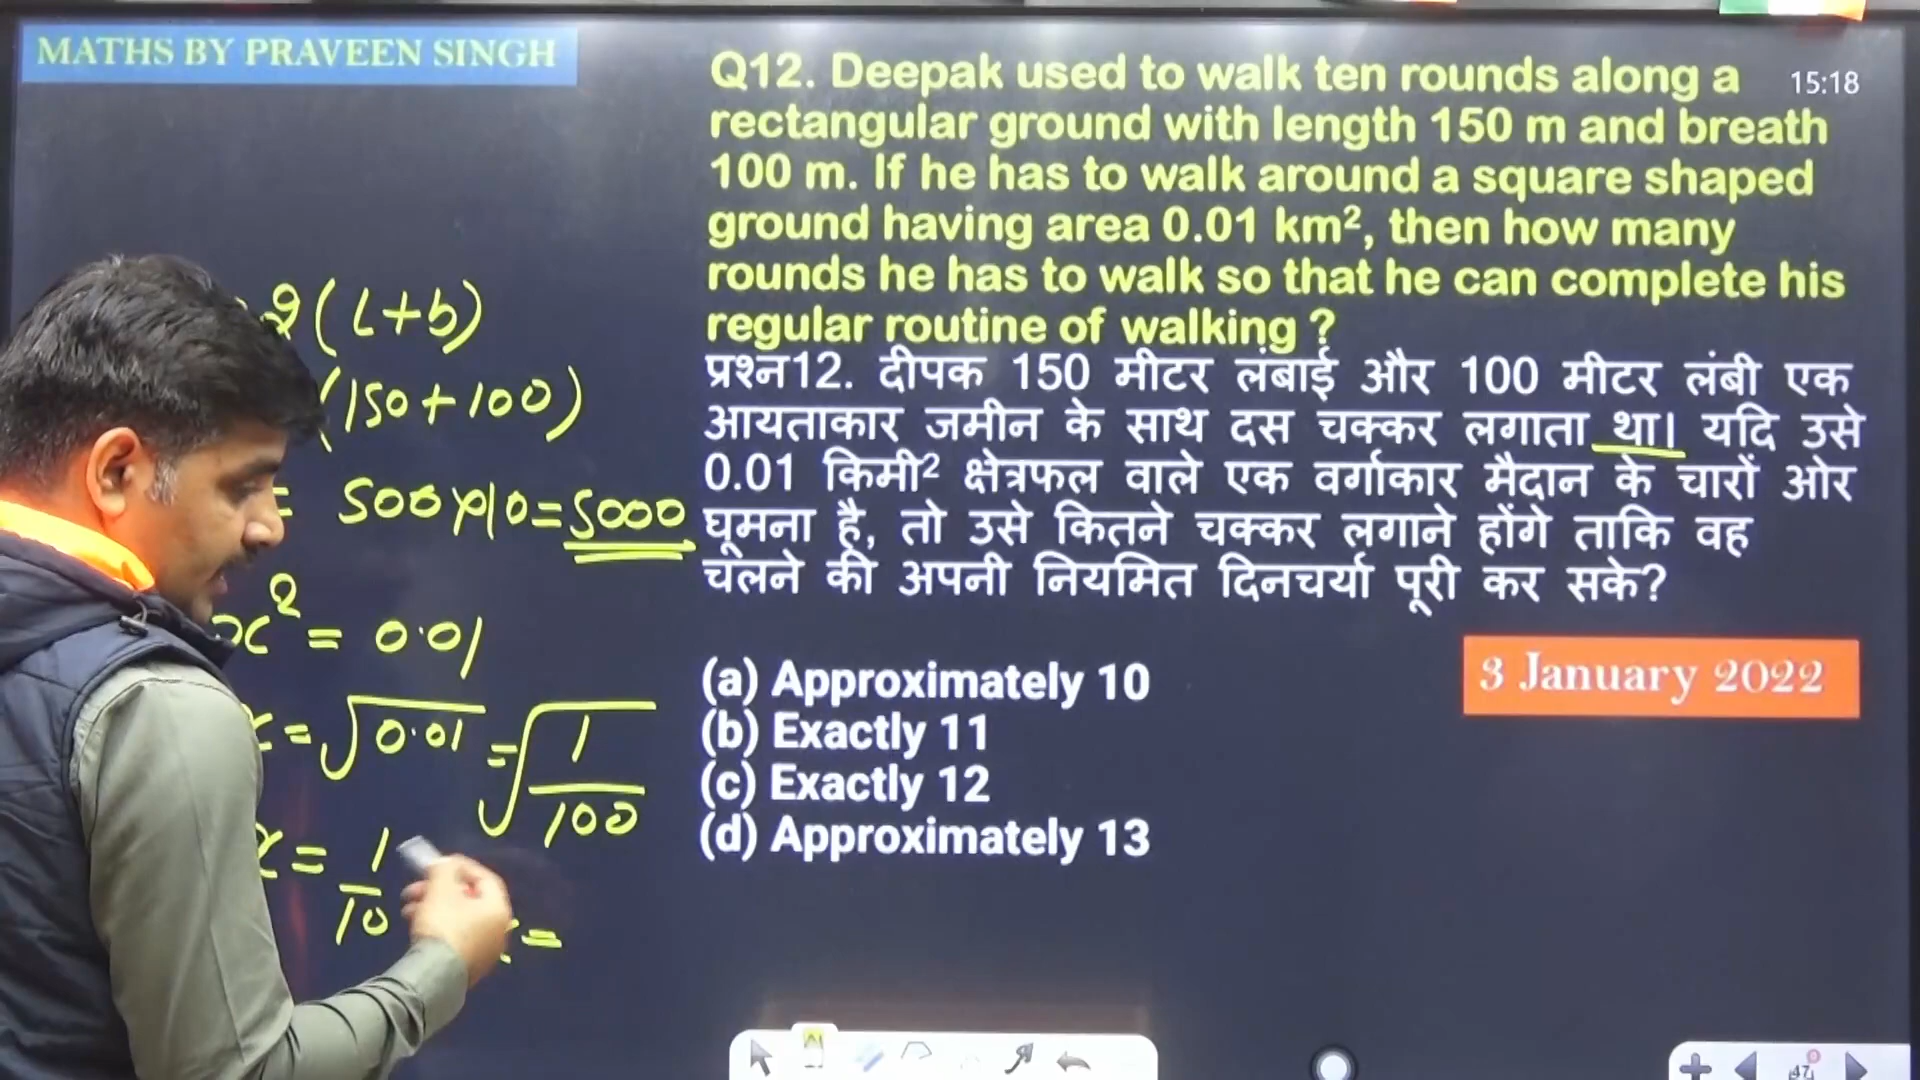 MATHS BY PRAVEEN SINGH
Q12. Deepak used to walk ten rounds along a
rectangular ground with length 150 m and breath
100 m. If he has to walk around a square shaped
ground having area 0.01 km², then how many
rounds he has to walk so that he can complete his
regular routine of walking ?
15:18
प्रश्न12. दीपक 150 मीटर लंबाई और 100 मीटर लंबी एक
आयताकार जमीन के साथ दस चक्कर लगाता था। यदि उसे
0.01 किमी² क्षेत्रफल वाले एक वर्गाकार मैदान के चारों ओर
घूमना है, तो उसे कितने चक्कर लगाने होंगे ताकि वह
चलने की अपनी नियमित दिनचर्या पूरी कर सके?
(a) Approximately 10
(b) Exactly 11
(c) Exactly 12
(d) Approximately 13
3 January 2022
2(L+b)
(150+100)
= 500×10=5000
x² = 0.01
x = √0.01 = √1/100
x = 1/10
=
47